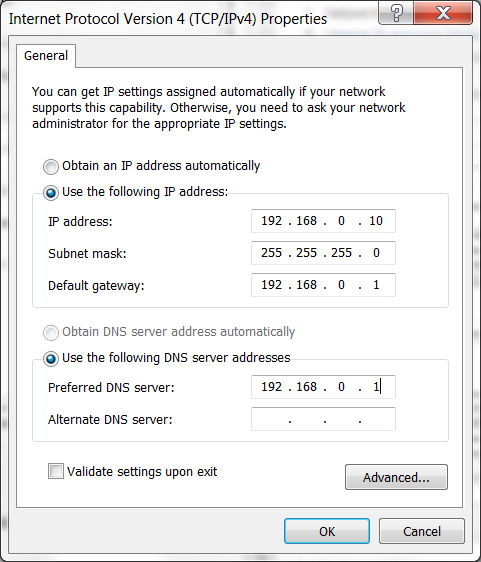 Internet Protocol Version 4 (TCP/IPv4) Properties
General
You can get IP settings assigned automatically if your network
supports this capability. Otherwise, you need to ask your network
administrator for the appropriate IP settings.
Obtain an IP address automatically
Use the following IP address:
IP address: 192 . 168 . 0 . 10
Subnet mask: 255 . 255 . 255 . 0
Default gateway: 192 . 168 . 0 . 1
Obtain DNS server address automatically
Use the following DNS server addresses
Preferred DNS server: 192 . 168 . 0 . 1
Alternate DNS server: . . .
Validate settings upon exit
Advanced...
OK Cancel